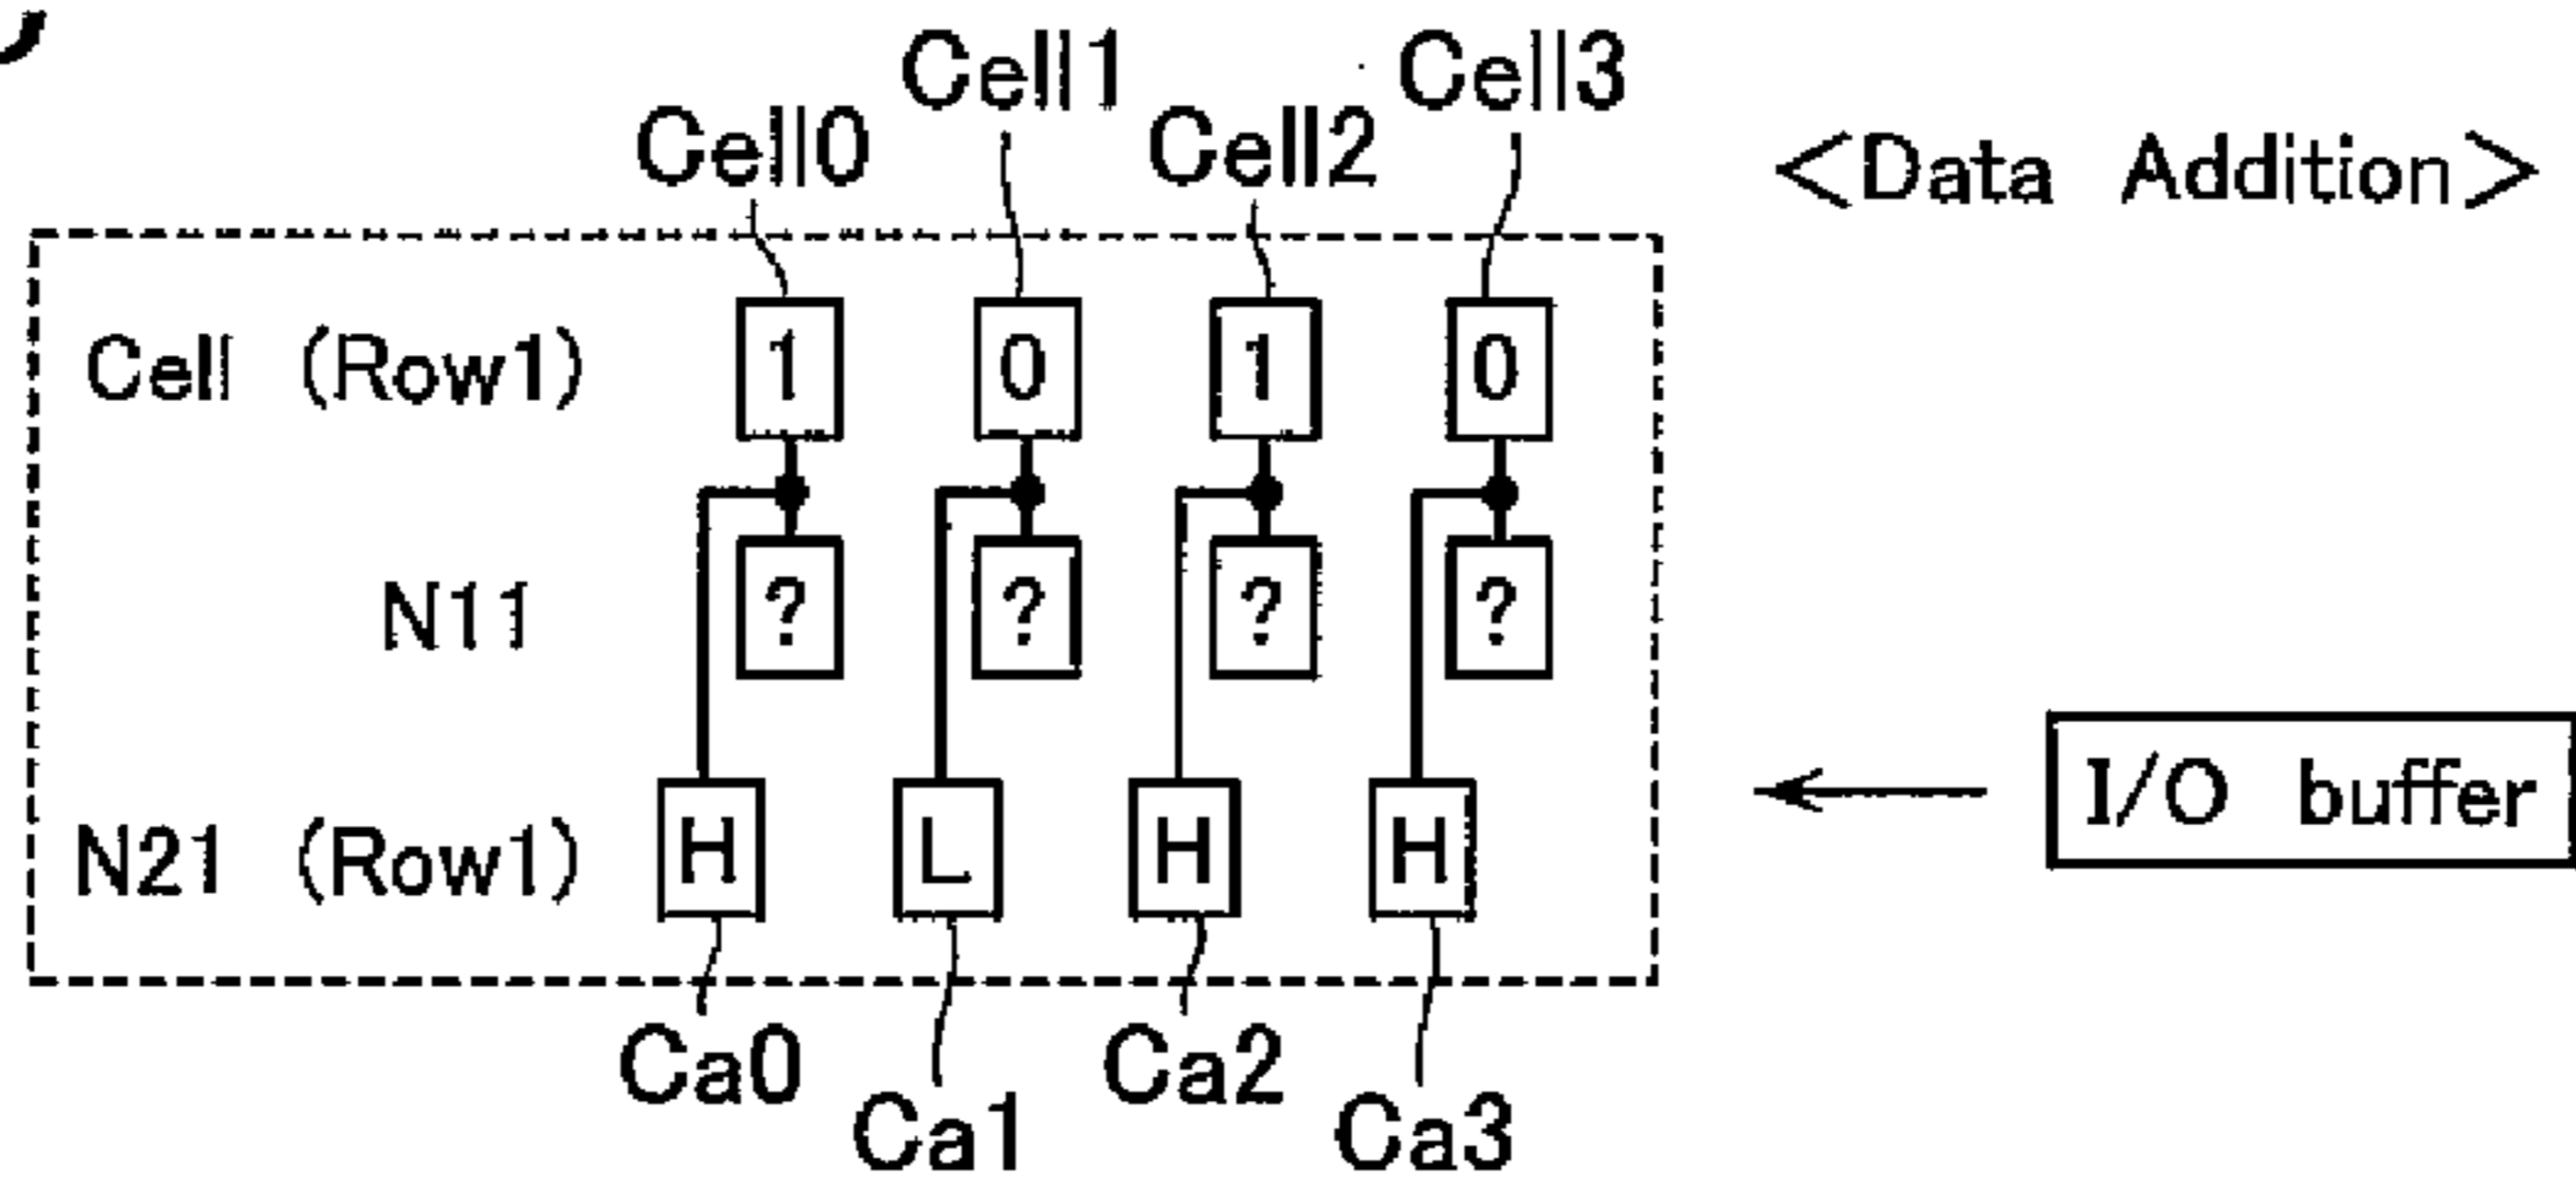 Cell0 Cell1 Cell2 Cell3
<Data Addition>
Cell (Row1) 1 0 1 0
N11 ? ? ? ?
I/O buffer
N21 (Row1) H L H H
Ca0 Ca1 Ca2 Ca3